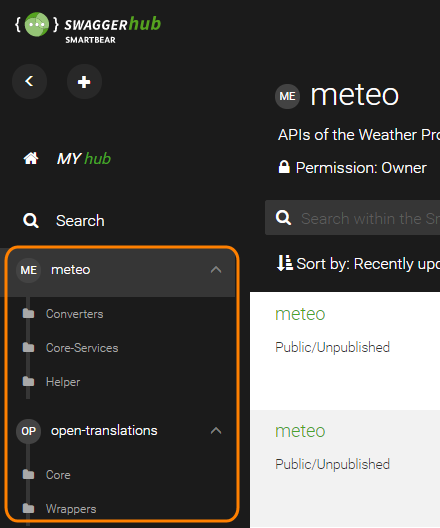 {...} SWAGGERhub
SMARTBEAR
MY hub
Search
ME meteo
Converters
Core-Services
Helper
OP open-translations
Core
Wrappers
ME meteo
APIs of the Weather Pro
Permission: Owner
Search within the Sm
Sort by: Recently upd
meteo
Public/Unpublished
meteo
Public/Unpublished